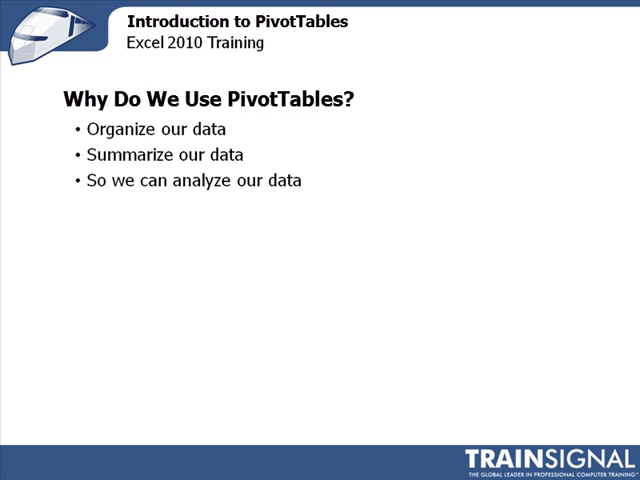 Introduction to PivotTables
Excel 2010 Training
Why Do We Use PivotTables?
• Organize our data
• Summarize our data
• So we can analyze our data
TRAINSIGNAL
THE GLOBAL LEADER IN PROFESSIONAL COMPUTER TRAINING™